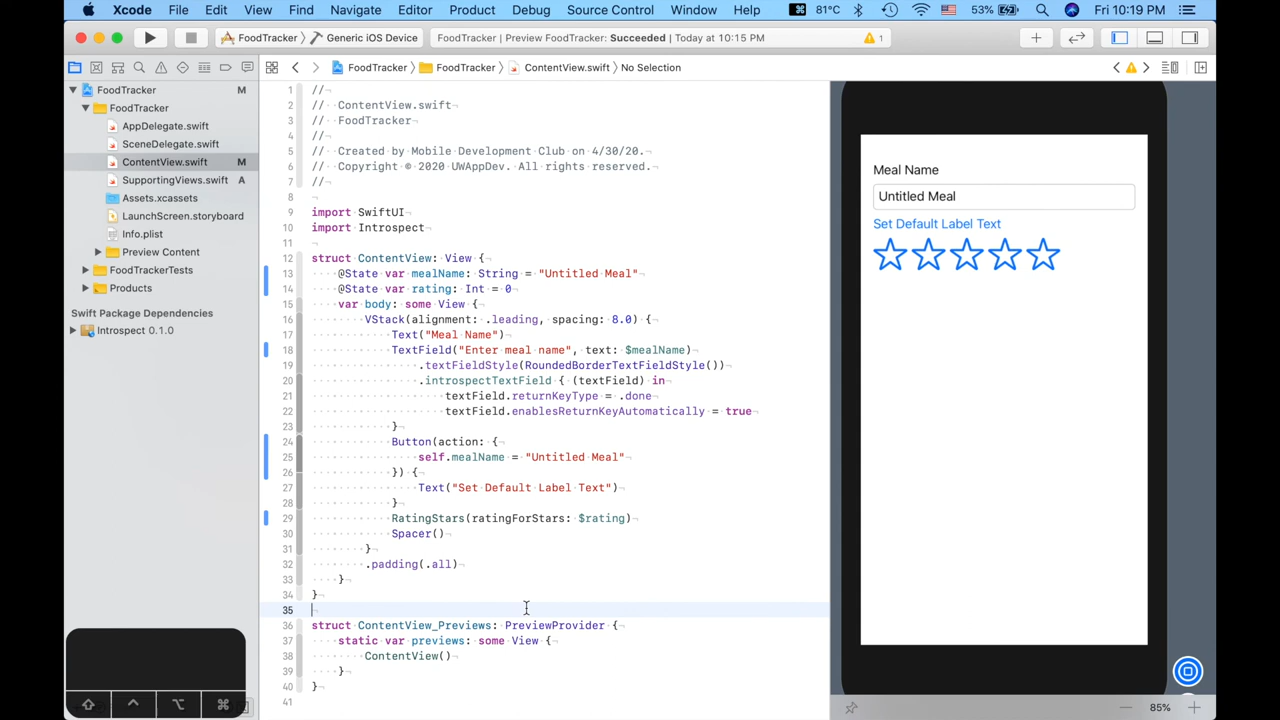 Xcode File Edit View Find Navigate Editor Product Debug Source Control Window Help 81°C 53% Fri 10:19 PM
FoodTracker Generic iOS Device FoodTracker | Preview FoodTracker: Succeeded | Today at 10:15 PM 1
FoodTracker FoodTracker ContentView.swift No Selection
FoodTracker M
FoodTracker
AppDelegate.swift
SceneDelegate.swift
ContentView.swift M
SupportingViews.swift A
Assets.xcassets
LaunchScreen.storyboard
Info.plist
Preview Content
FoodTrackerTests
Products
Swift Package Dependencies
Introspect 0.1.0
1 //
2 // ContentView.swift
3 // FoodTracker
4 //
5 // Created by Mobile Development Club on 4/30/20.
6 // Copyright © 2020 UWAppDev. All rights reserved.
7 //
8
9 import SwiftUI
10 import Introspect
11
12 struct ContentView: View {
13 @State var mealName: String = "Untitled Meal"
14 @State var rating: Int = 0
15 var body: some View {
16 VStack(alignment: .leading, spacing: 8.0) {
17 Text("Meal Name")
18 TextField("Enter meal name", text: $mealName)
19 .textFieldStyle(RoundedBorderTextFieldStyle())
20 .introspectTextField { (textField) in
21 textField.returnKeyType = .done
22 textField.enablesReturnKeyAutomatically = true
23 }
24 Button(action: {
25 self.mealName = "Untitled Meal"
26 }) {
27 Text("Set Default Label Text")
28 }
29 RatingStars(ratingForStars: $rating)
30 Spacer()
31 }
32 .padding(.all)
33 }
34 }
35
36 struct ContentView_Previews: PreviewProvider {
37 static var previews: some View {
38 ContentView()
39 }
40 }
41
Meal Name
Untitled Meal
Set Default Label Text
85%